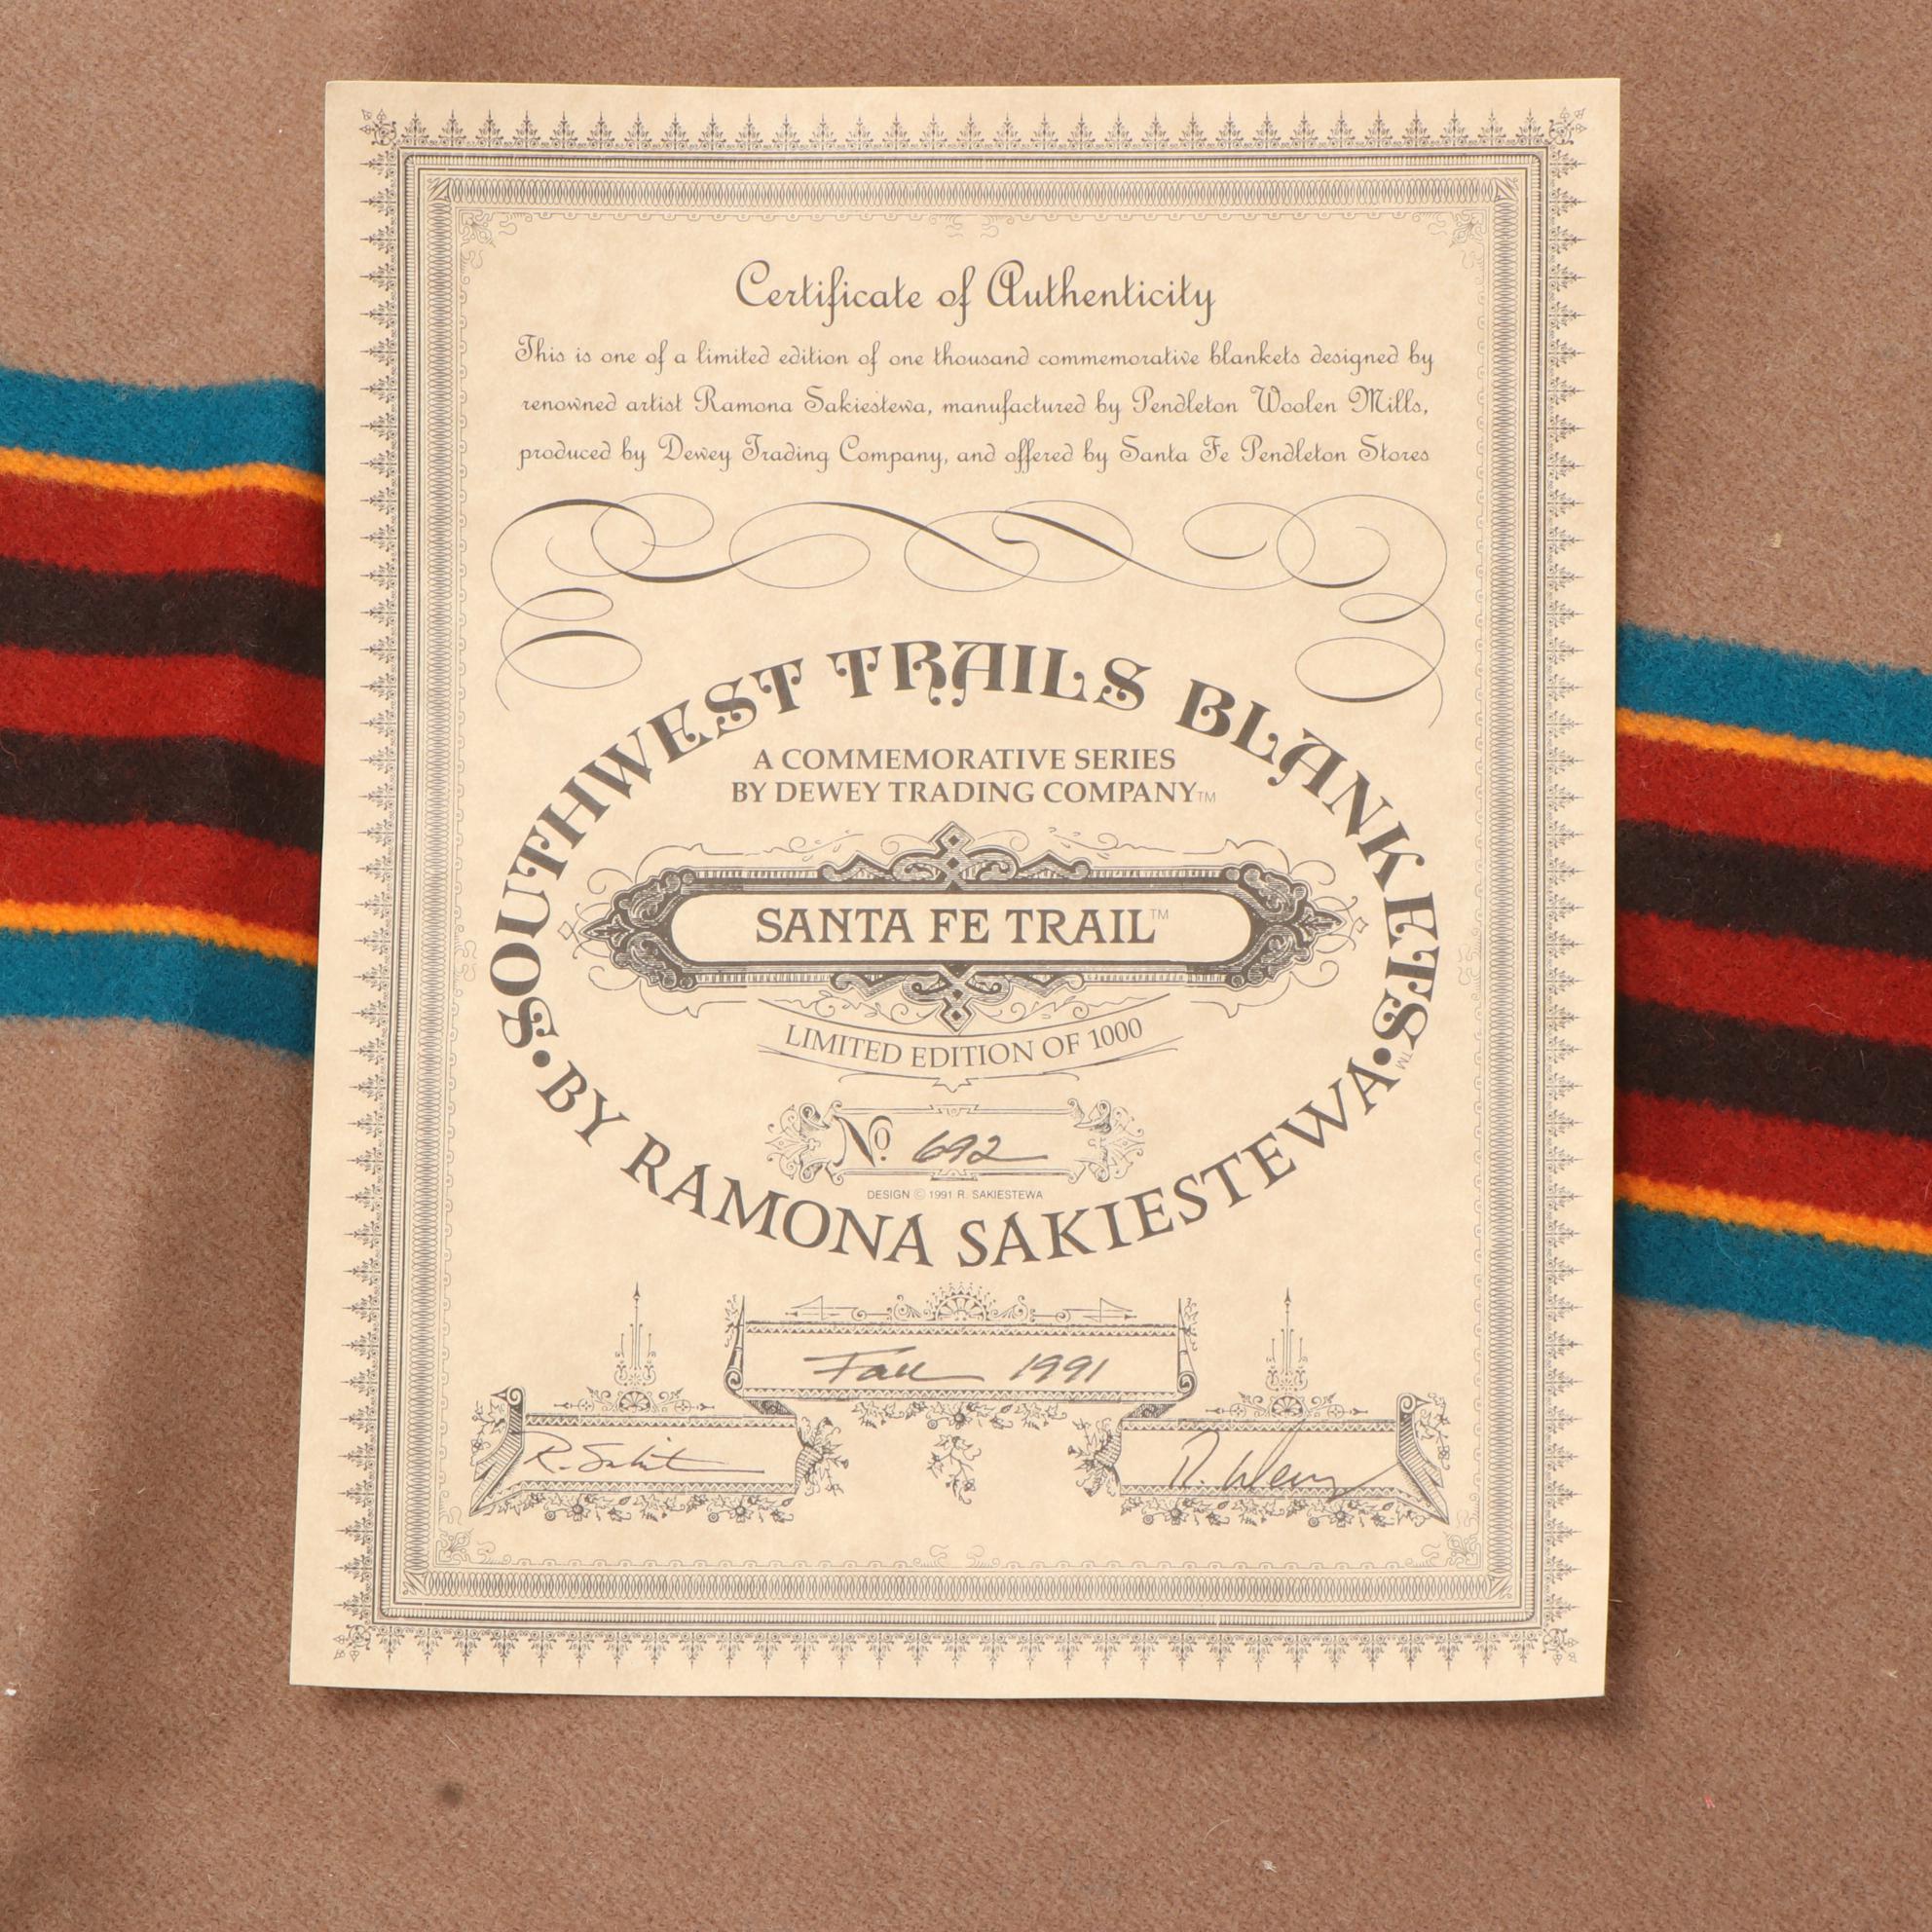 Certificate of Authenticity
This is one of a limited edition of one thousand commemorative blankets designed by
renowned artist Ramona Sakiestewa, manufactured by Pendleton Woolen Mills,
produced by Dewey Trading Company, and offered by Santa Fe Pendleton Stores
SOUTHWEST TRAILS BLANKETS™
A COMMEMORATIVE SERIES
BY DEWEY TRADING COMPANY™
SANTA FE TRAIL™
LIMITED EDITION OF 1000
No. 692
DESIGN © 1991 R. SAKIESTEWA
• BY RAMONA SAKIESTEWA •
Fall 1991